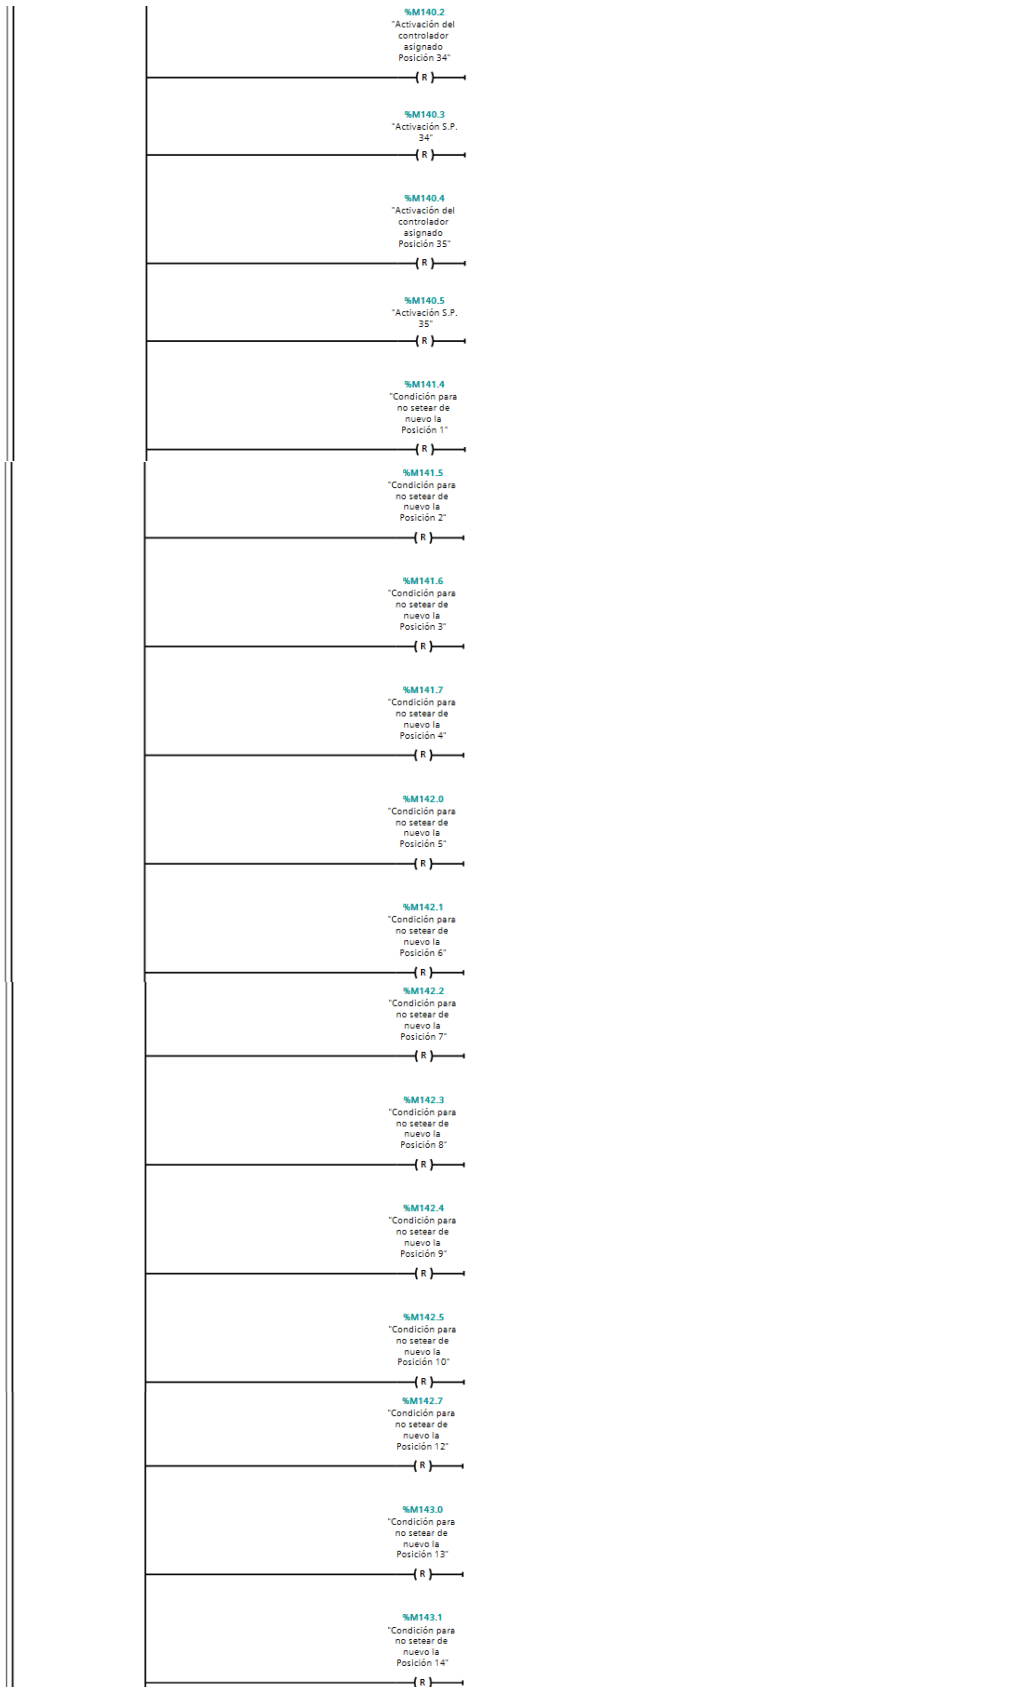 %M140.2
"Activación del
controlador
asignado
Posición 34"
( R )
%M140.3
"Activación S.P.
34"
( R )
%M140.4
"Activación del
controlador
asignado
Posición 35"
( R )
%M140.5
"Activación S.P.
35"
( R )
%M141.4
"Condición para
no setear de
nuevo la
Posición 1"
( R )
%M141.5
"Condición para
no setear de
nuevo la
Posición 2"
( R )
%M141.6
"Condición para
no setear de
nuevo la
Posición 3"
( R )
%M141.7
"Condición para
no setear de
nuevo la
Posición 4"
( R )
%M142.0
"Condición para
no setear de
nuevo la
Posición 5"
( R )
%M142.1
"Condición para
no setear de
nuevo la
Posición 6"
( R )
%M142.2
"Condición para
no setear de
nuevo la
Posición 7"
( R )
%M142.3
"Condición para
no setear de
nuevo la
Posición 8"
( R )
%M142.4
"Condición para
no setear de
nuevo la
Posición 9"
( R )
%M142.5
"Condición para
no setear de
nuevo la
Posición 10"
( R )
%M142.7
"Condición para
no setear de
nuevo la
Posición 12"
( R )
%M143.0
"Condición para
no setear de
nuevo la
Posición 13"
( R )
%M143.1
"Condición para
no setear de
nuevo la
Posición 14"
( R )